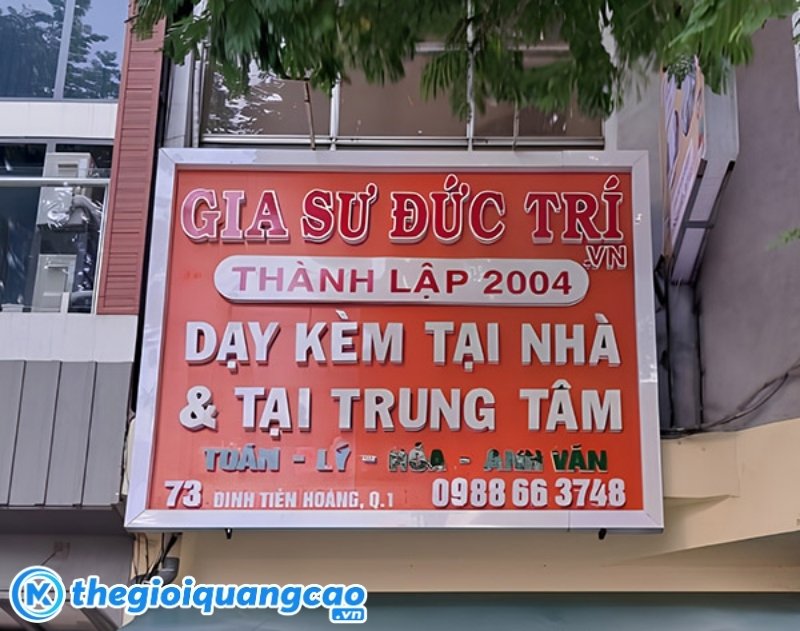 GIA SƯ ĐỨC TRÍ
.VN
THÀNH LẬP 2004
DẠY KÈM TẠI NHÀ
& TẠI TRUNG TÂM
TOÁN - LÝ - HÓA - ANH VĂN
73 ĐINH TIÊN HOÀNG, Q.1 0988 66 3748
thegioiquangcao
.vn